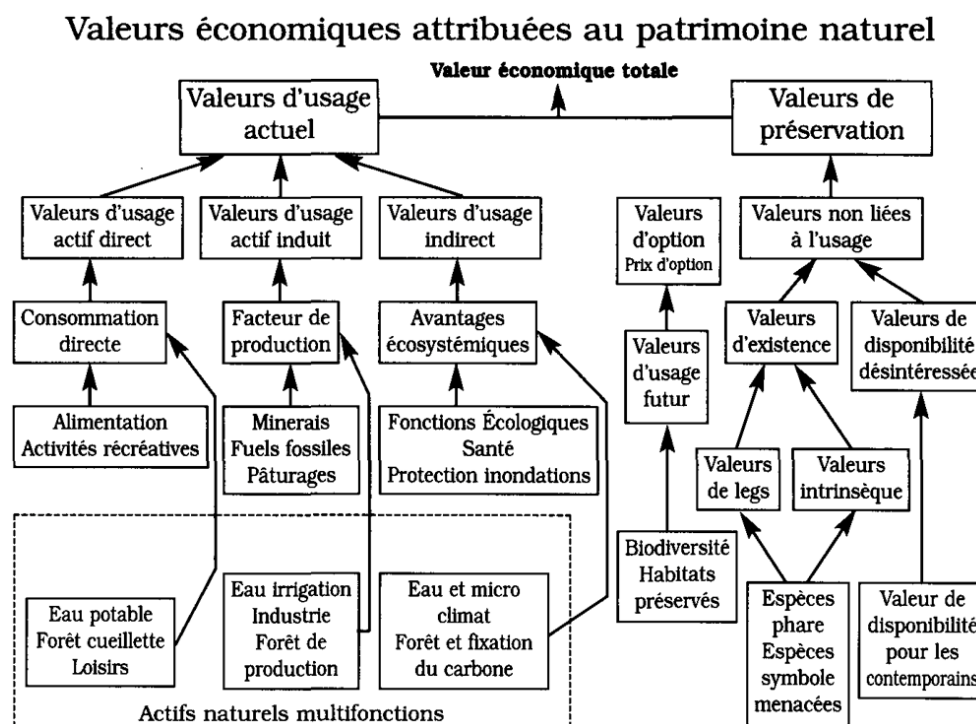 Valeurs économiques attribuées au patrimoine naturel
Valeur économique totale
Valeurs d'usage
actuel
Valeurs de
préservation
Valeurs d'usage
actif direct
Valeurs d'usage
actif induit
Valeurs d'usage
indirect
Valeurs
d'option
Prix d'option
Valeurs non liées
à l'usage
Consommation
directe
Facteur de
production
Avantages
écosystémiques
Valeurs
d'usage
futur
Valeurs
d'existence
Valeurs de
disponibilité
désintéressée
Alimentation
Activités récréatives
Minerais
Fuels fossiles
Pâturages
Fonctions Écologiques
Santé
Protection inondations
Valeurs
de legs
Valeurs
intrinsèque
Biodiversité
Habitats
préservés
Eau potable
Forêt cueillette
Loisirs
Eau irrigation
Industrie
Forêt de
production
Eau et micro
climat
Forêt et fixation
du carbone
Espèces
phare
Espèces
symbole
menacées
Valeur de
disponibilité
pour les
contemporains
Actifs naturels multifonctions